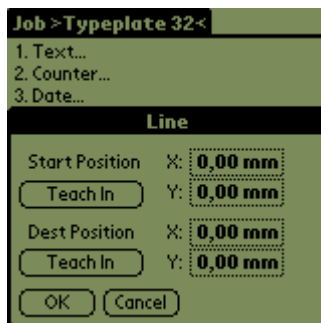 Job >Typeplate 32<
1. Text...
2. Counter...
3. Date...
Line
Start Position X: 0,00 mm
Teach In Y: 0,00 mm
Dest Position X: 0,00 mm
Teach In Y: 0,00 mm
OK Cancel